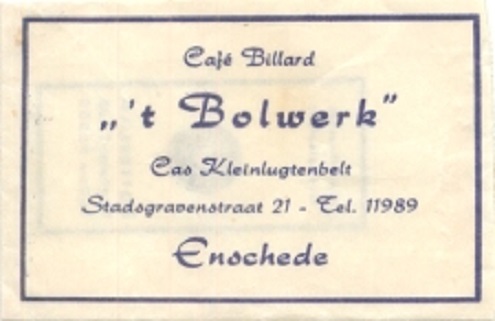 Café Billard
„'t Bolwerk”
Cas Kleinlugtenbelt
Stadsgravenstraat 21 - Tel. 11989
Enschede